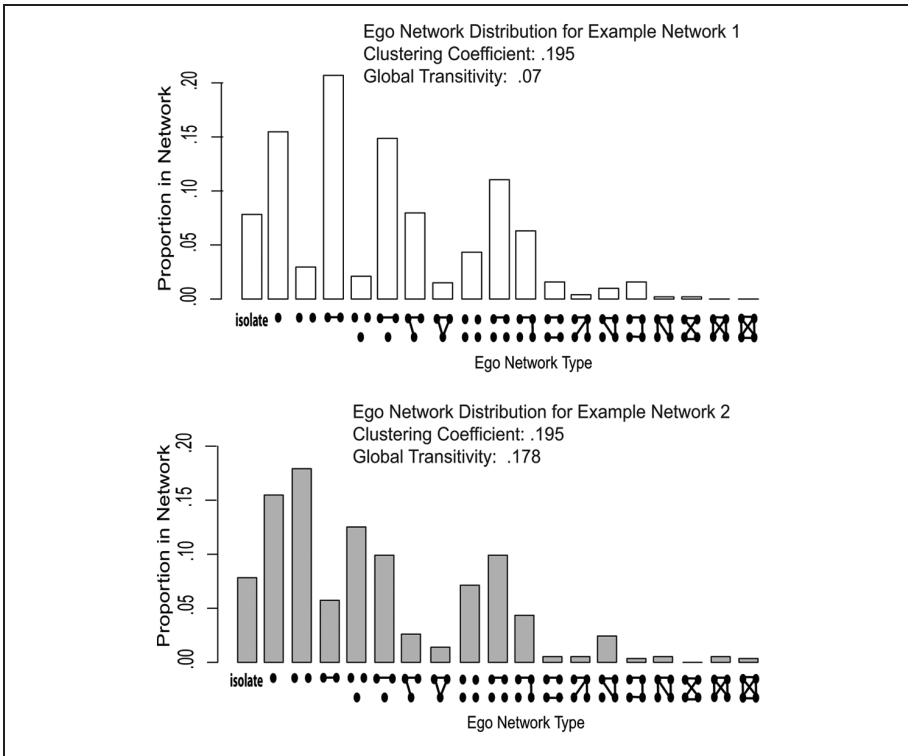 Ego Network Distribution for Example Network 1
Clustering Coefficient: .195
Global Transitivity: .07
Proportion in Network
.20
.15
.10
.05
.00
isolate
Ego Network Type
Ego Network Distribution for Example Network 2
Clustering Coefficient: .195
Global Transitivity: .178
Proportion in Network
.20
.15
.10
.05
.00
isolate
Ego Network Type